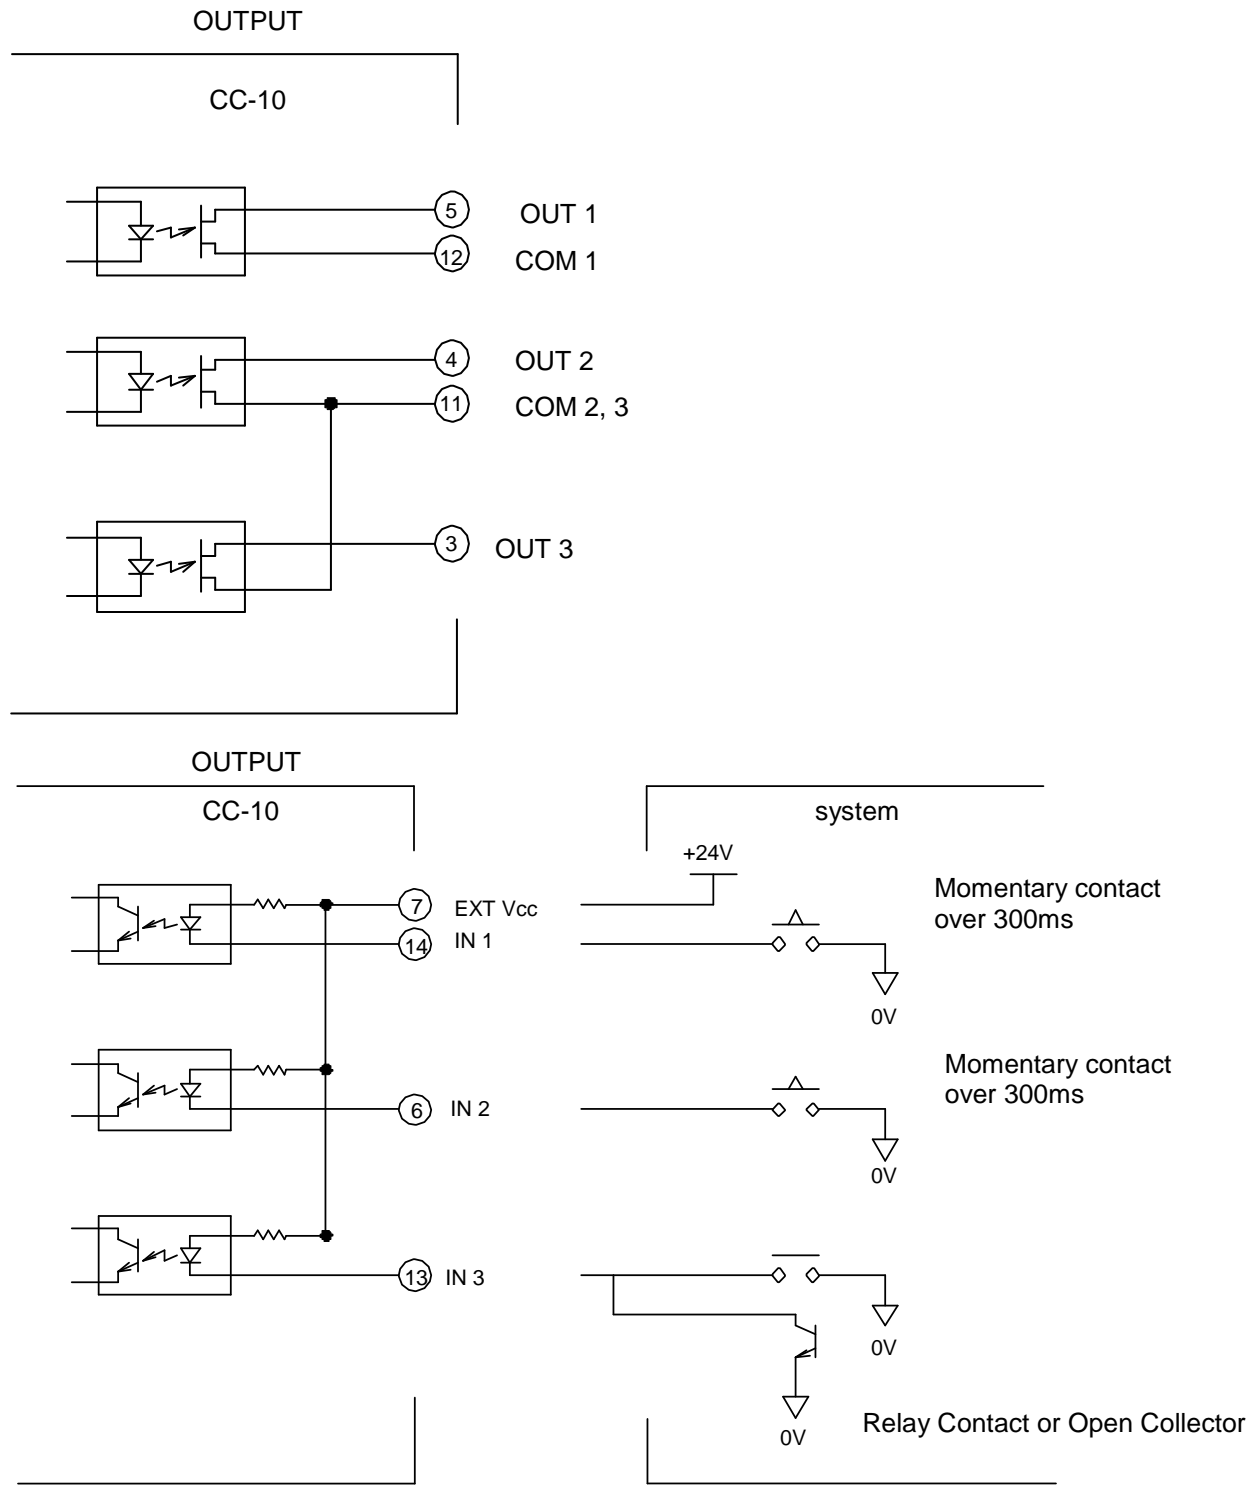 OUTPUT
CC-10
5 OUT 1
12 COM 1
4 OUT 2
11 COM 2, 3
3 OUT 3
OUTPUT
CC-10
system
+24V
7 EXT Vcc
Momentary contact
over 300ms
14 IN 1
0V
Momentary contact
over 300ms
6 IN 2
0V
13 IN 3
0V
0V
Relay Contact or Open Collector